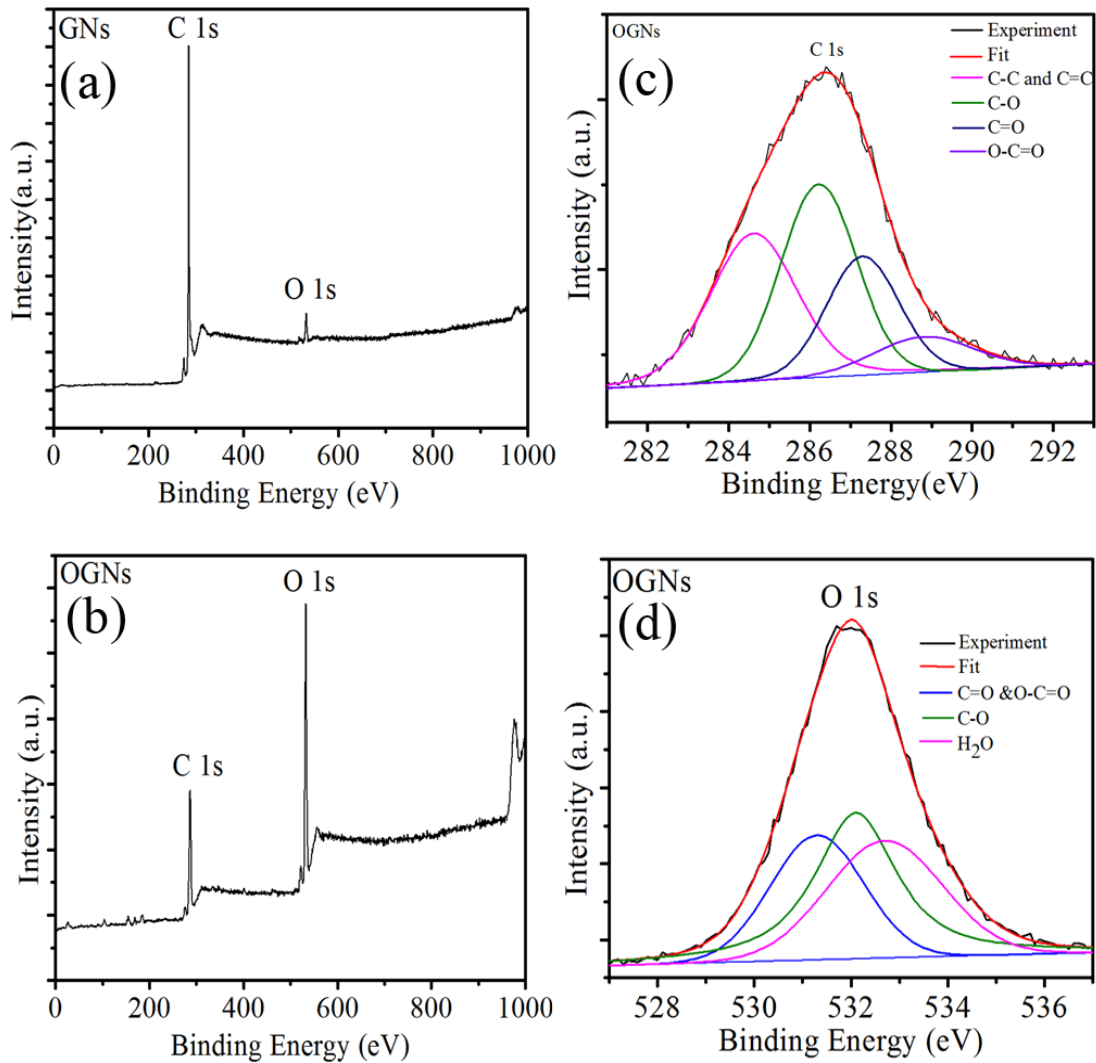 GNs
C 1s
(a)
O 1s
Intensity(a.u.)
0 200 400 600 800 1000
Binding Energy (eV)
OGNs
C 1s
(c)
Experiment
Fit
C-C and C=C
C-O
C=O
O-C=O
Intensity (a.u.)
282 284 286 288 290 292
Binding Energy(eV)
OGNs
O 1s
(b)
C 1s
Intensity (a.u.)
0 200 400 600 800 1000
Binding Energy (eV)
OGNs
O 1s
(d)
Experiment
Fit
C=O &O-C=O
C-O
H2O
Intensity (a.u.)
528 530 532 534 536
Binding Energy (eV)